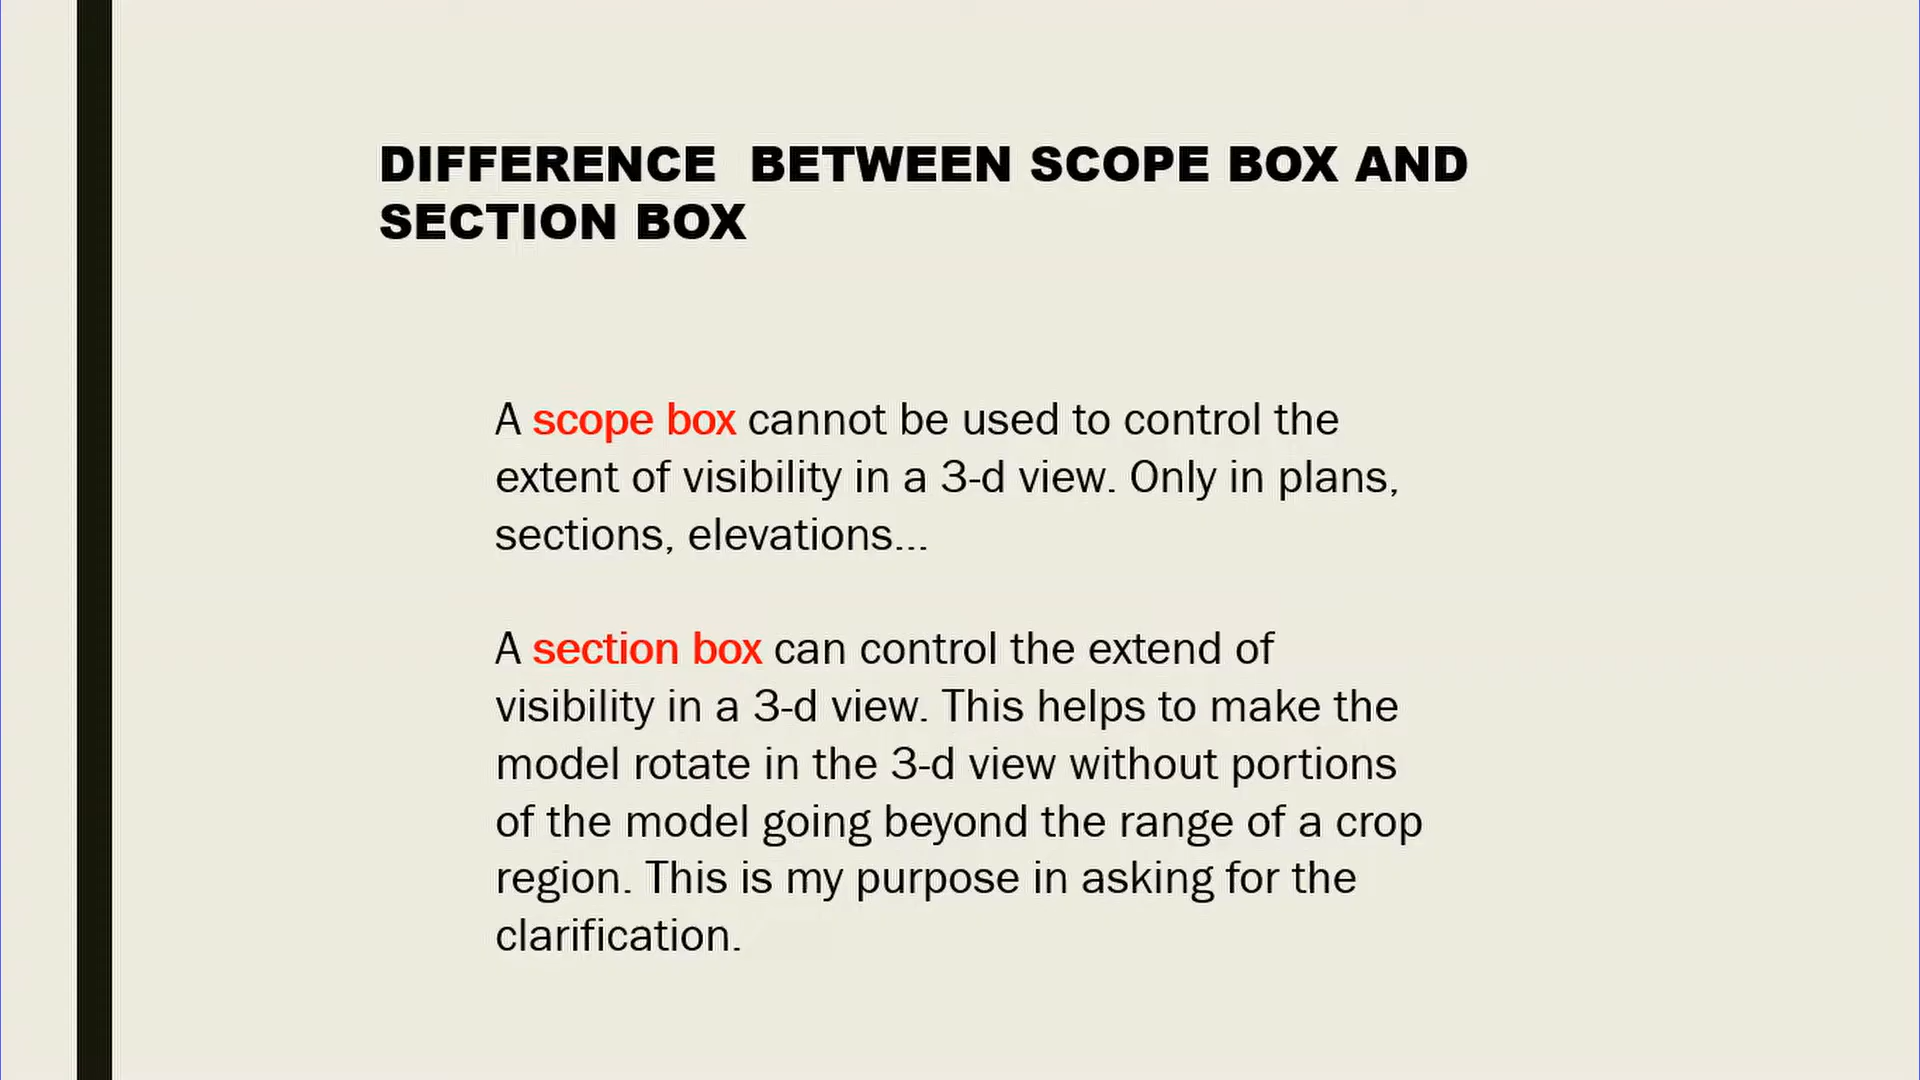 DIFFERENCE  BETWEEN SCOPE BOX AND
SECTION BOX
A scope box cannot be used to control the
extent of visibility in a 3-d view. Only in plans,
sections, elevations...
A section box can control the extend of
visibility in a 3-d view. This helps to make the
model rotate in the 3-d view without portions
of the model going beyond the range of a crop
region. This is my purpose in asking for the
clarification.